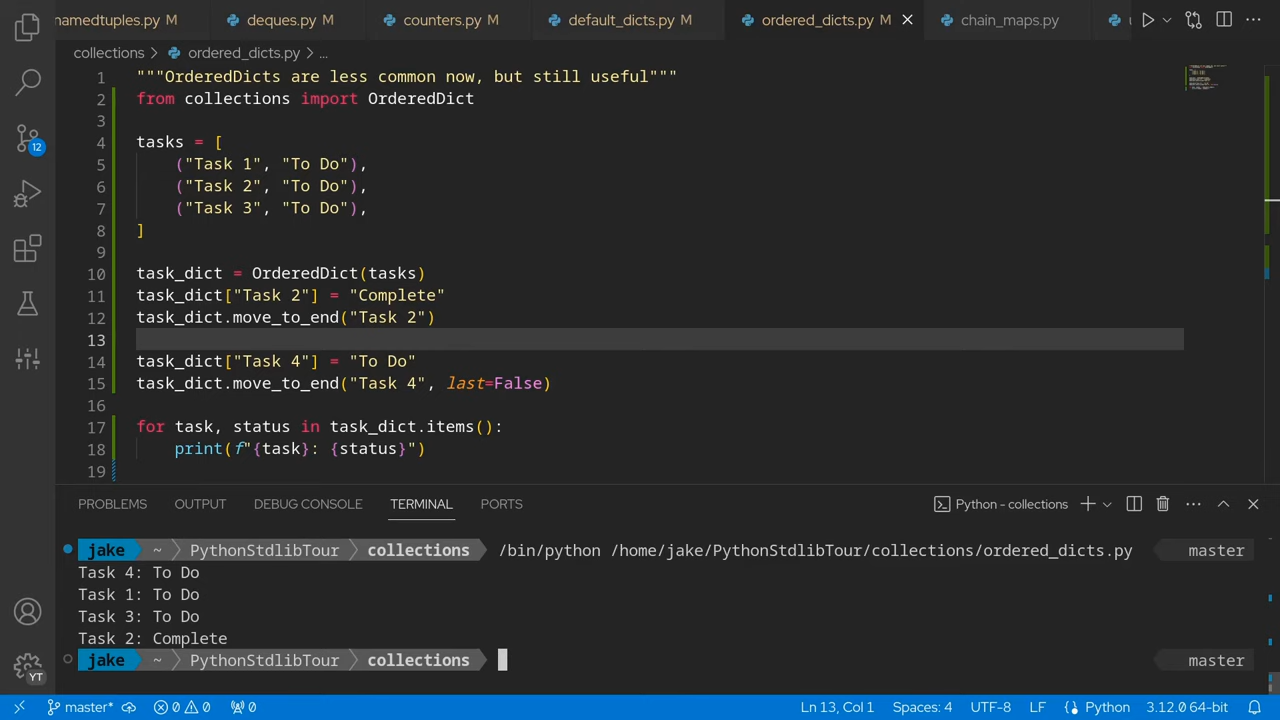 namedtuples.py M deques.py M counters.py M default_dicts.py M ordered_dicts.py M chain_maps.py
collections > ordered_dicts.py > ...
1 """OrderedDicts are less common now, but still useful"""
2 from collections import OrderedDict
3
4 tasks = [
5 ("Task 1", "To Do"),
6 ("Task 2", "To Do"),
7 ("Task 3", "To Do"),
8 ]
9
10 task_dict = OrderedDict(tasks)
11 task_dict["Task 2"] = "Complete"
12 task_dict.move_to_end("Task 2")
13
14 task_dict["Task 4"] = "To Do"
15 task_dict.move_to_end("Task 4", last=False)
16
17 for task, status in task_dict.items():
18 print(f"{task}: {status}")
19
12
PROBLEMS OUTPUT DEBUG CONSOLE TERMINAL PORTS Python - collections
jake ~ PythonStdlibTour collections /bin/python /home/jake/PythonStdlibTour/collections/ordered_dicts.py master
Task 4: To Do
Task 1: To Do
Task 3: To Do
Task 2: Complete
jake ~ PythonStdlibTour collections master
YT
master* 0 0 0 Ln 13, Col 1 Spaces: 4 UTF-8 LF Python 3.12.0 64-bit